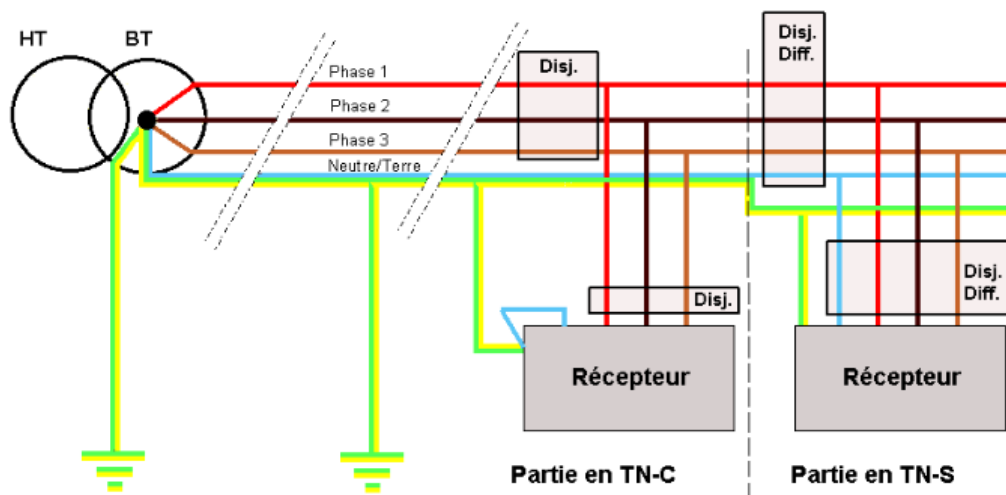 HT
BT
Phase 1
Phase 2
Phase 3
Neutre/Terre
Disj.
Disj.
Diff.
Disj.
Disj.
Diff.
Récepteur
Récepteur
Partie en TN-C
Partie en TN-S